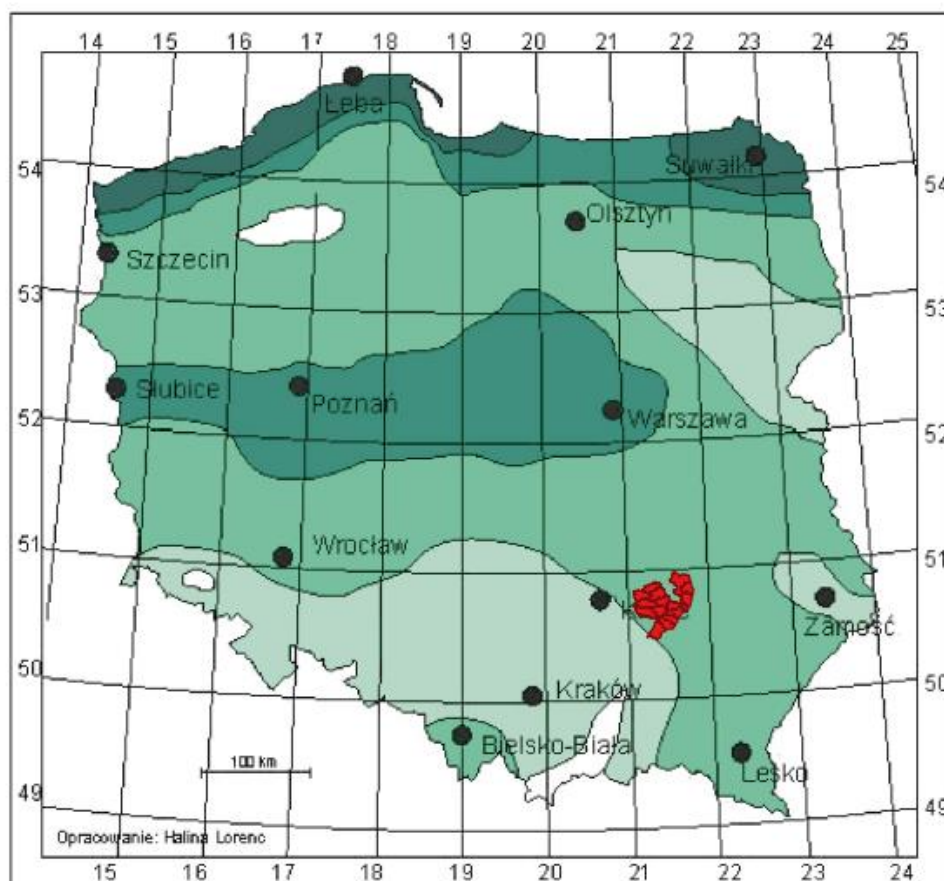 14 15 16 17 18 19 20 21 22 23 24 25
Łeba
54 Suwałki 54
Olsztyn
Szczecin
53 53
Słubice Poznań Warszawa
52 52
51 Wrocław 51
Zamość
50 Kraków 50
Bielsko-Biała
100 km Lesko
49 49
Opracowanie: Halina Lorenc
15 16 17 18 19 20 21 22 23 24